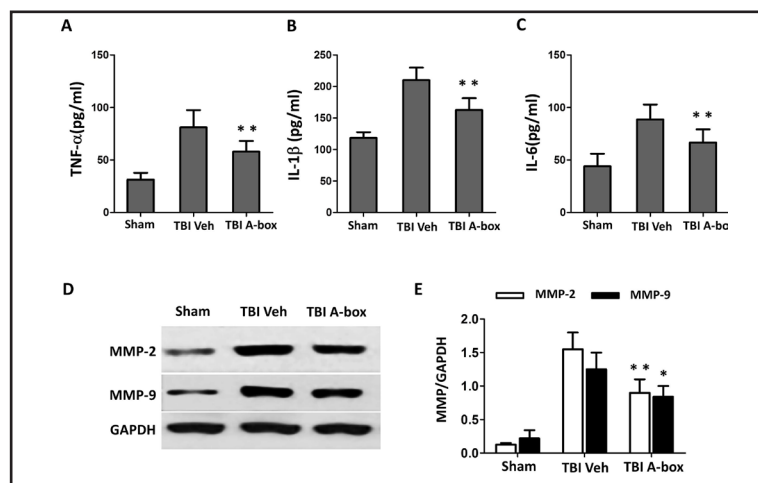 A
TNF-α(pg/ml)
150
100
50
0
* *
Sham
TBI Veh
TBI A-box
B
IL-1β (pg/ml)
250
200
150
100
50
0
* *
Sham
TBI Veh
TBI A-box
C
IL-6(pg/ml)
150
100
50
0
* *
Sham
TBI Veh
TBI A-box
D
Sham TBI Veh TBI A-box
MMP-2
MMP-9
GAPDH
E
MMP-2 MMP-9
MMP/GAPDH
2.0
1.5
1.0
0.5
0.0
* * *
Sham
TBI Veh
TBI A-box